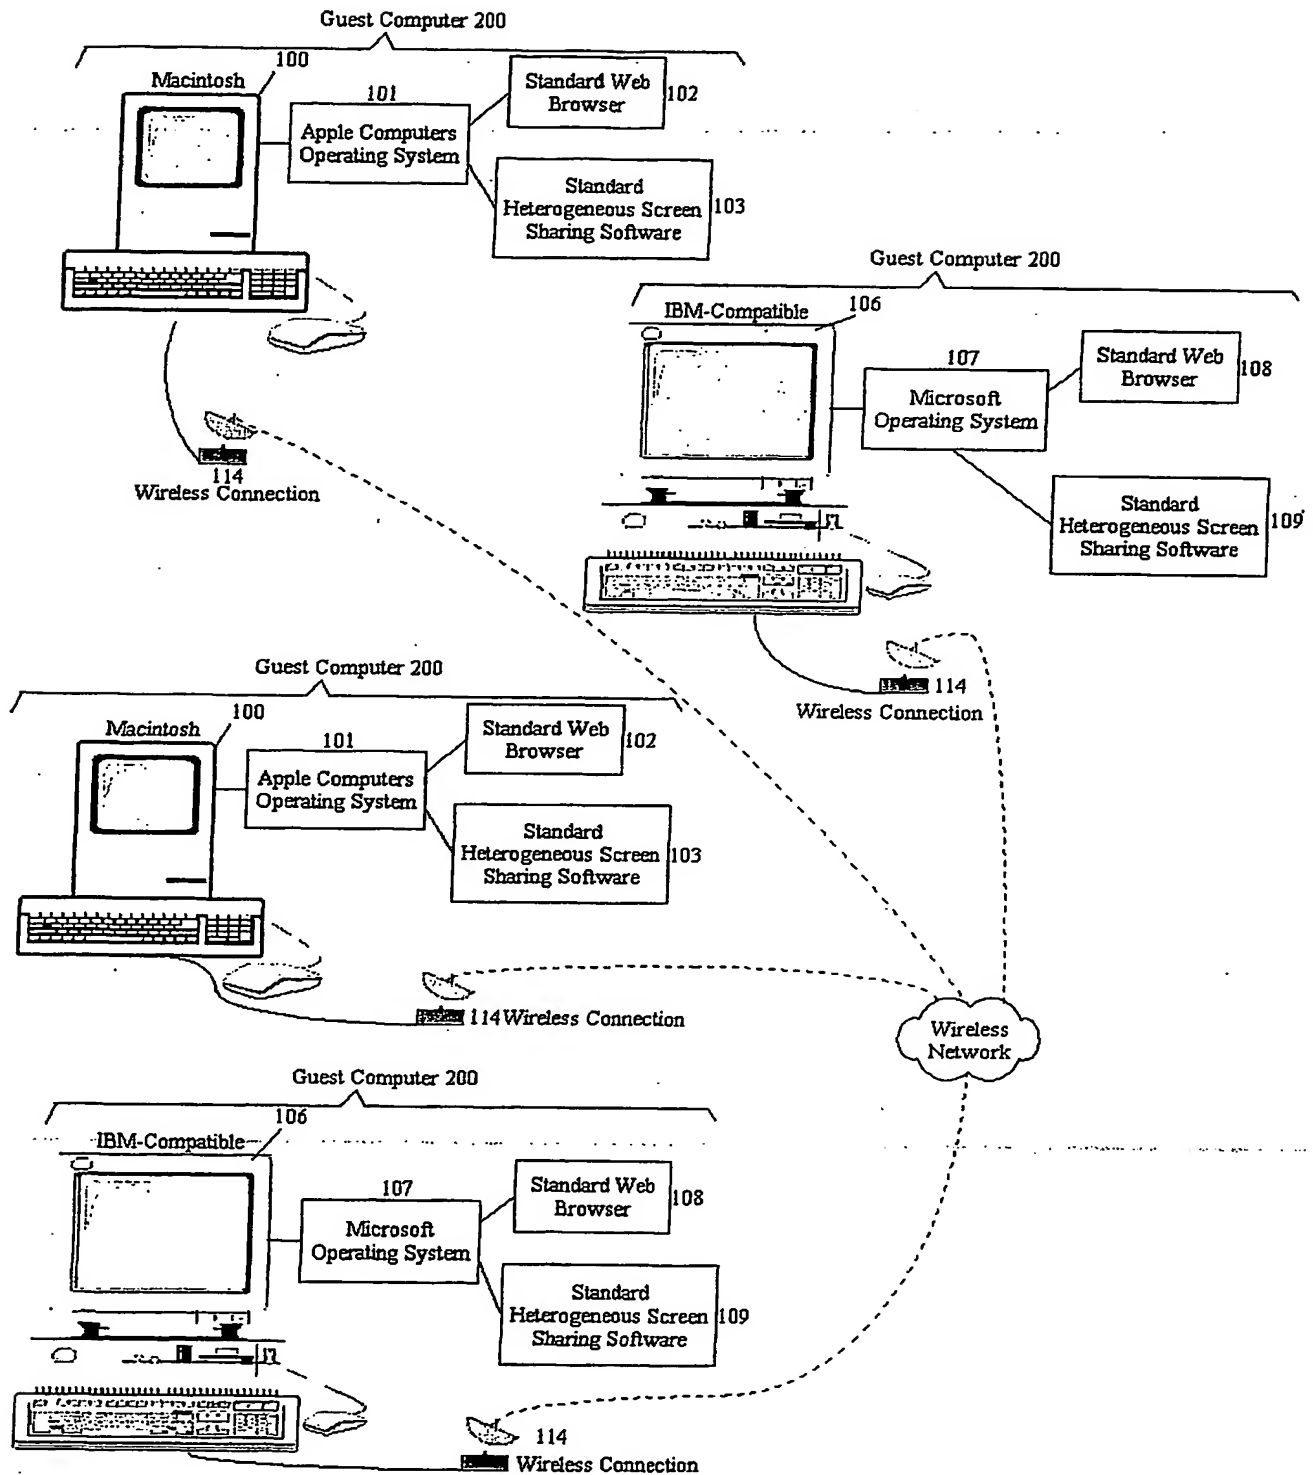 Guest Computer 200
100
Macintosh
101
Apple Computers
Operating System
Standard Web
Browser
102
Standard
Heterogeneous Screen
Sharing Software
103
114
Wireless Connection
Guest Computer 200
106
IBM-Compatible
107
Microsoft
Operating System
Standard Web
Browser
108
Standard
Heterogeneous Screen
Sharing Software
109
114
Wireless Connection
Guest Computer 200
100
Macintosh
101
Apple Computers
Operating System
Standard Web
Browser
102
Standard
Heterogeneous Screen
Sharing Software
103
114 Wireless Connection
Wireless
Network
Guest Computer 200
106
IBM-Compatible
107
Microsoft
Operating System
Standard Web
Browser
108
Standard
Heterogeneous Screen
Sharing Software
109
114
Wireless Connection